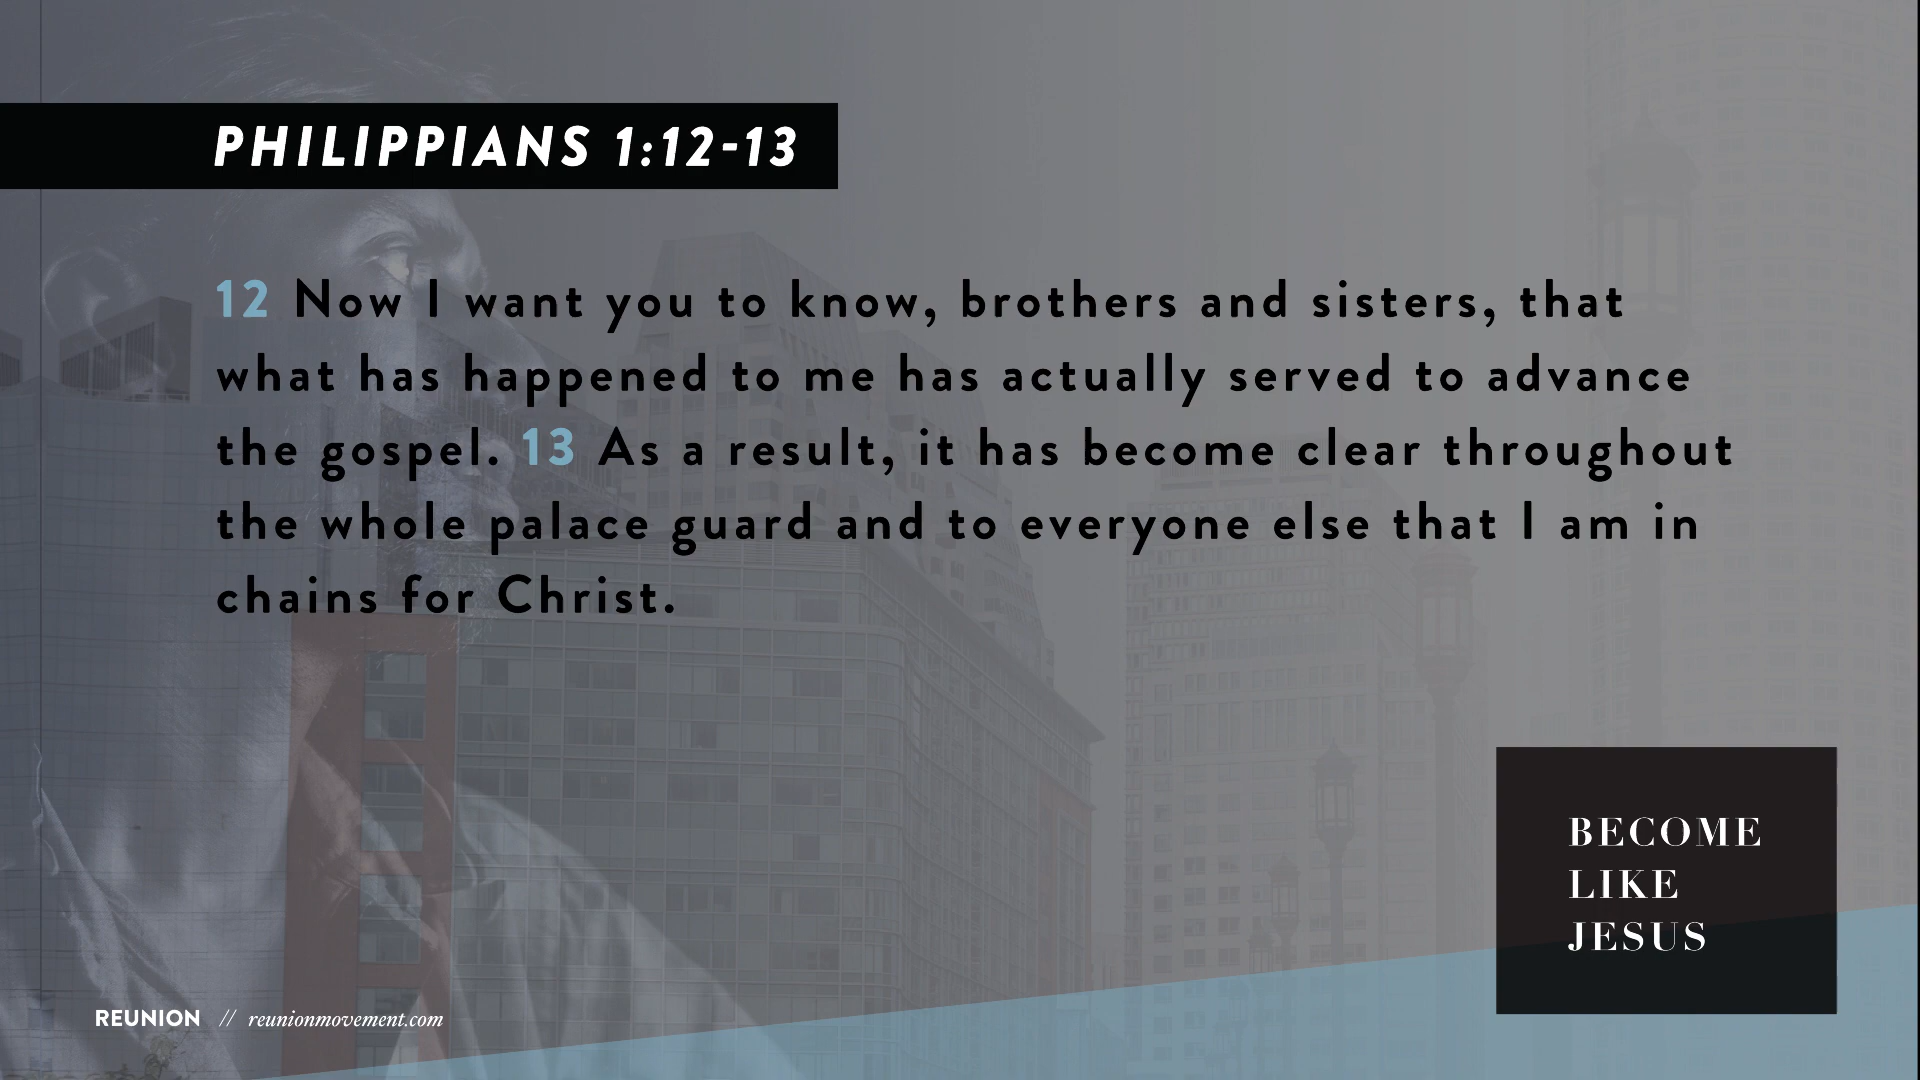 PHILIPPIANS 1:12-13
12 Now I want you to know, brothers and sisters, that
what has happened to me has actually served to advance
the gospel. 13 As a result, it has become clear throughout
the whole palace guard and to everyone else that I am in
chains for Christ.
BECOME
LIKE
JESUS
REUNION // reunionmovement.com